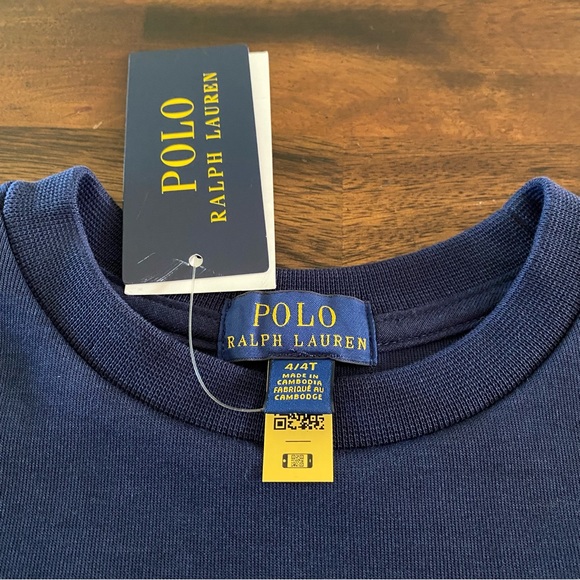 POLO
RALPH LAUREN
POLO
RALPH LAUREN
4/4T
MADE IN
CAMBODIA
FABRIQUÉ AU
CAMBODGE